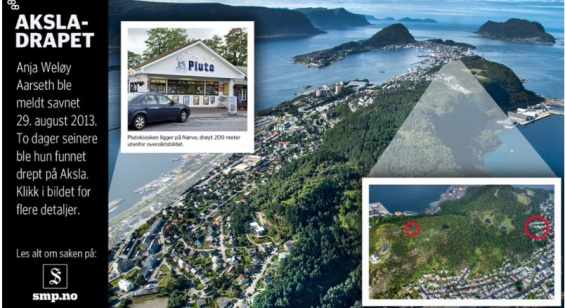 AKSLA-
DRAPET
Anja Weløy
Aarseth ble
meldt savnet
29. august 2013.
To dager seinere
ble hun funnet
drept på Aksla.
Klikk i bildet for
flere detaljer.
Les alt om saken på:
S
smp.no
Pluto
Plutokiosken ligger på Nørve, drøyt 200 meter
utenfor oversiktsbildet.